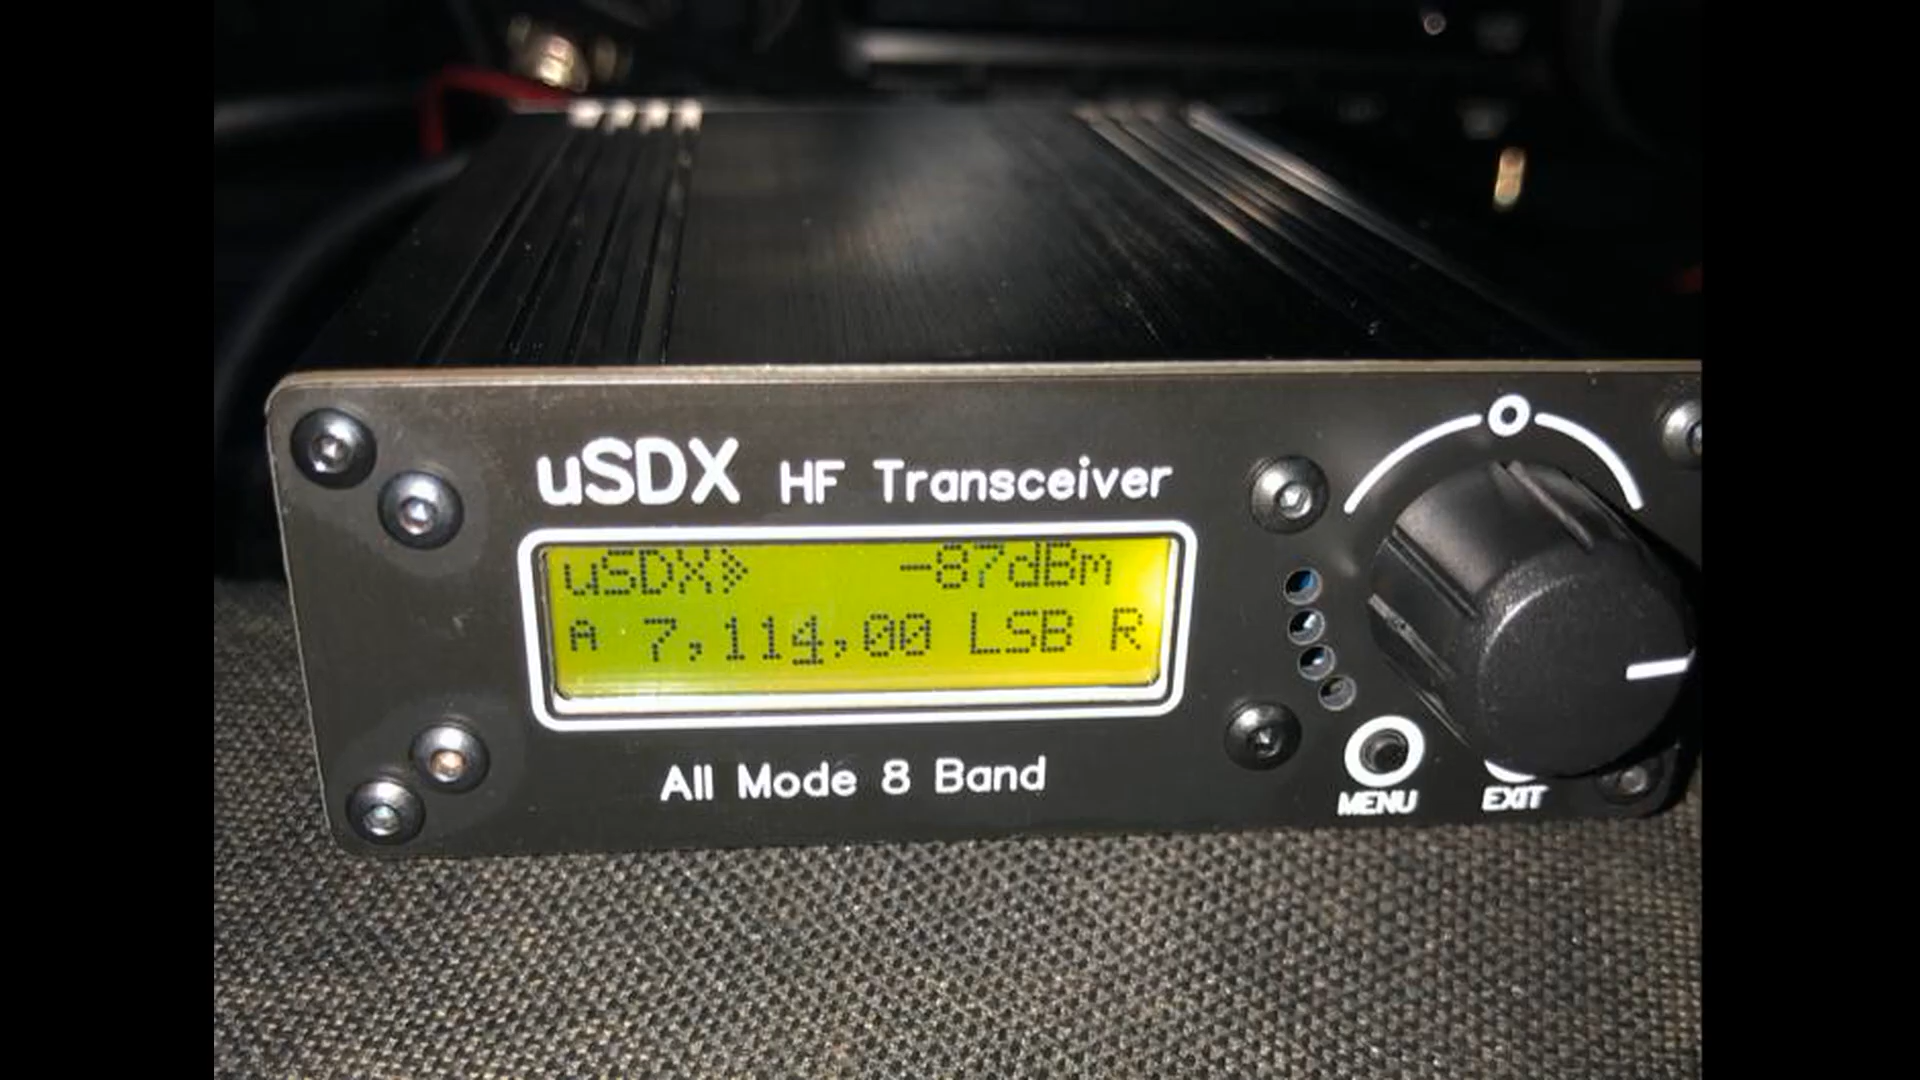 uSDX HF Transceiver
uSDX» -87dBm
A 7,114,00 LSB R
All Mode 8 Band
MENU EXIT